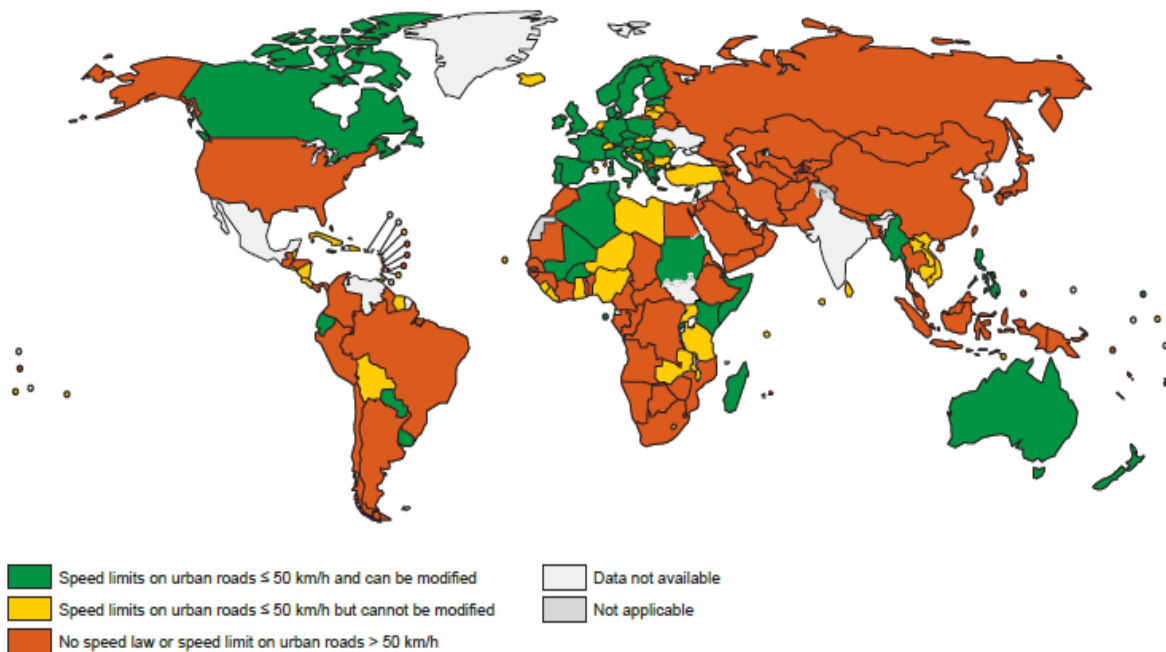 Speed limits on urban roads ≤ 50 km/h and can be modified
Speed limits on urban roads ≤ 50 km/h but cannot be modified
No speed law or speed limit on urban roads > 50 km/h
Data not available
Not applicable